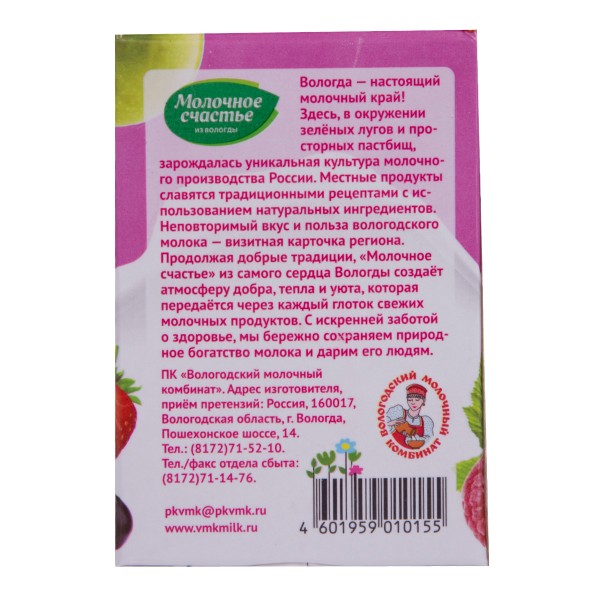 Молочное
счастье
из вологды
Вологда — настоящий
молочный край!
Здесь, в окружении
зелёных лугов и про-
сторных пастбищ,
зарождалась уникальная культура молочно-
го производства России. Местные продукты
славятся традиционными рецептами с ис-
пользованием натуральных ингредиентов.
Неповторимый вкус и польза вологодского
молока — визитная карточка региона.
Продолжая добрые традиции, «Молочное
счастье» из самого сердца Вологды создаёт
атмосферу добра, тепла и уюта, которая
передаётся через каждый глоток свежих
молочных продуктов. С искренней заботой
о здоровье, мы бережно сохраняем природ-
ное богатство молока и дарим его людям.
ПК «Вологодский молочный
комбинат». Адрес изготовителя,
приём претензий: Россия, 160017,
Вологодская область, г. Вологда,
Пошехонское шоссе, 14.
Тел.: (8172)71-52-10.
Тел./факс отдела сбыта:
(8172)71-14-76.
pkvmk@pkvmk.ru
www.vmkmilk.ru
ВОЛОГОДСКИЙ МОЛОЧНЫЙ
КОМБИНАТ
4 601959 010155